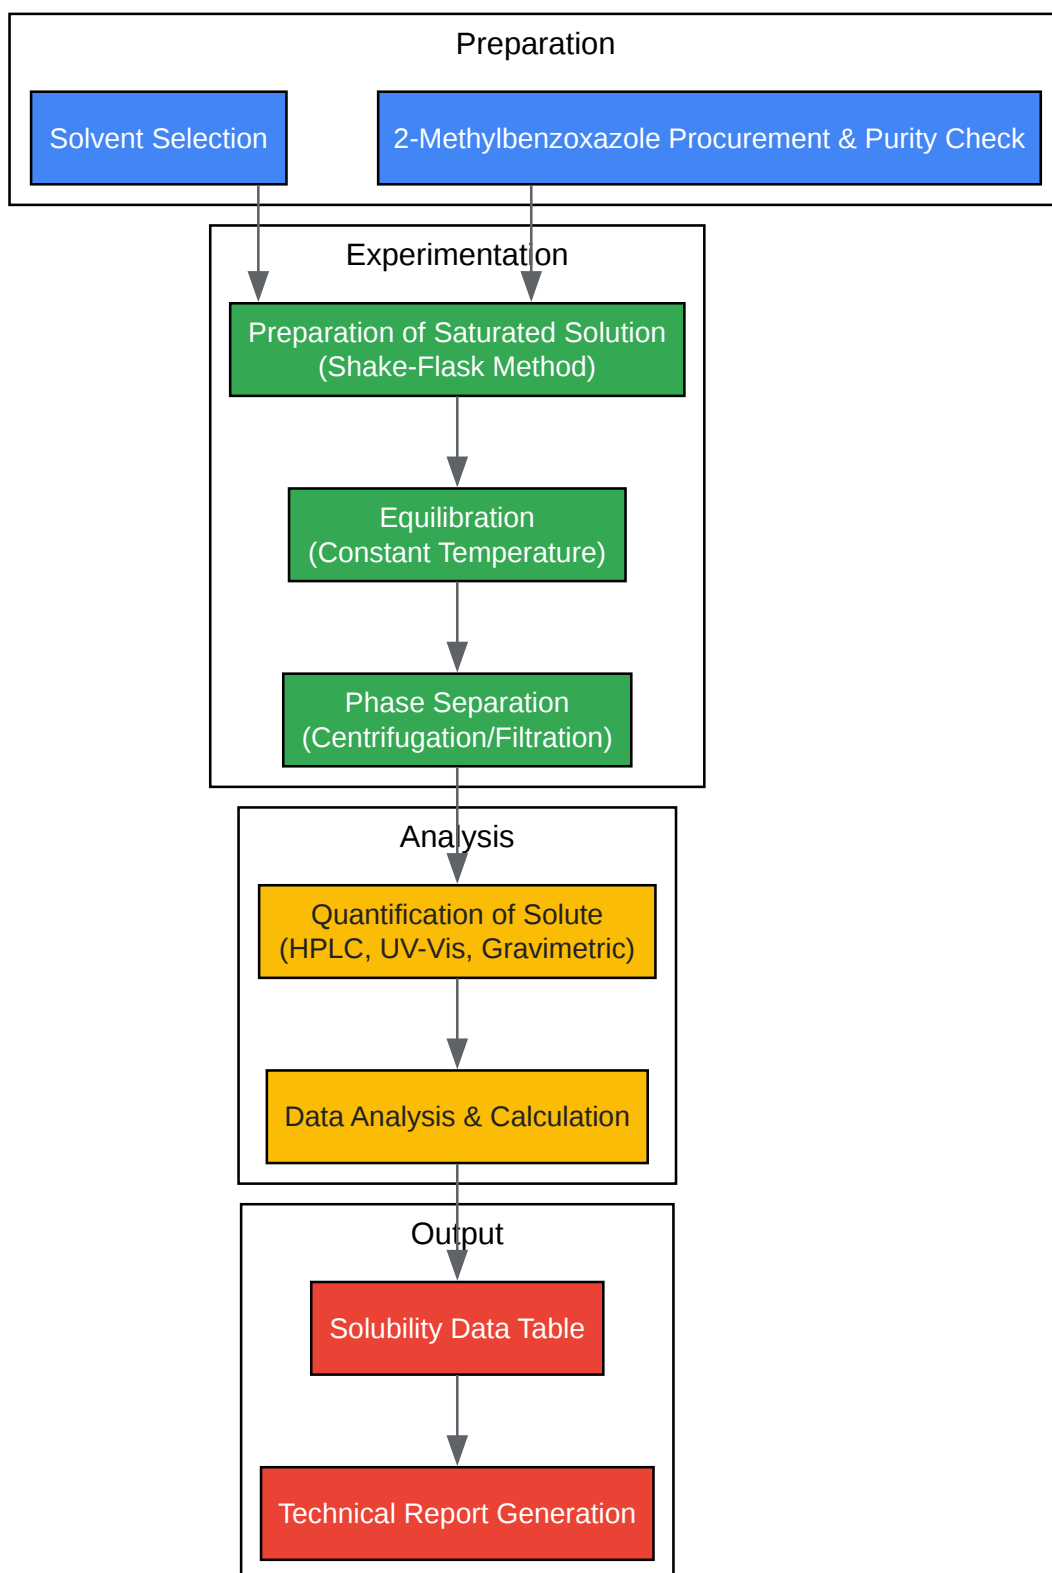 Preparation
Solvent Selection
2-Methylbenzoxazole Procurement & Purity Check
Experimentation
Preparation of Saturated Solution
(Shake-Flask Method)
Equilibration
(Constant Temperature)
Phase Separation
(Centrifugation/Filtration)
Analysis
Quantification of Solute
(HPLC, UV-Vis, Gravimetric)
Data Analysis & Calculation
Output
Solubility Data Table
Technical Report Generation